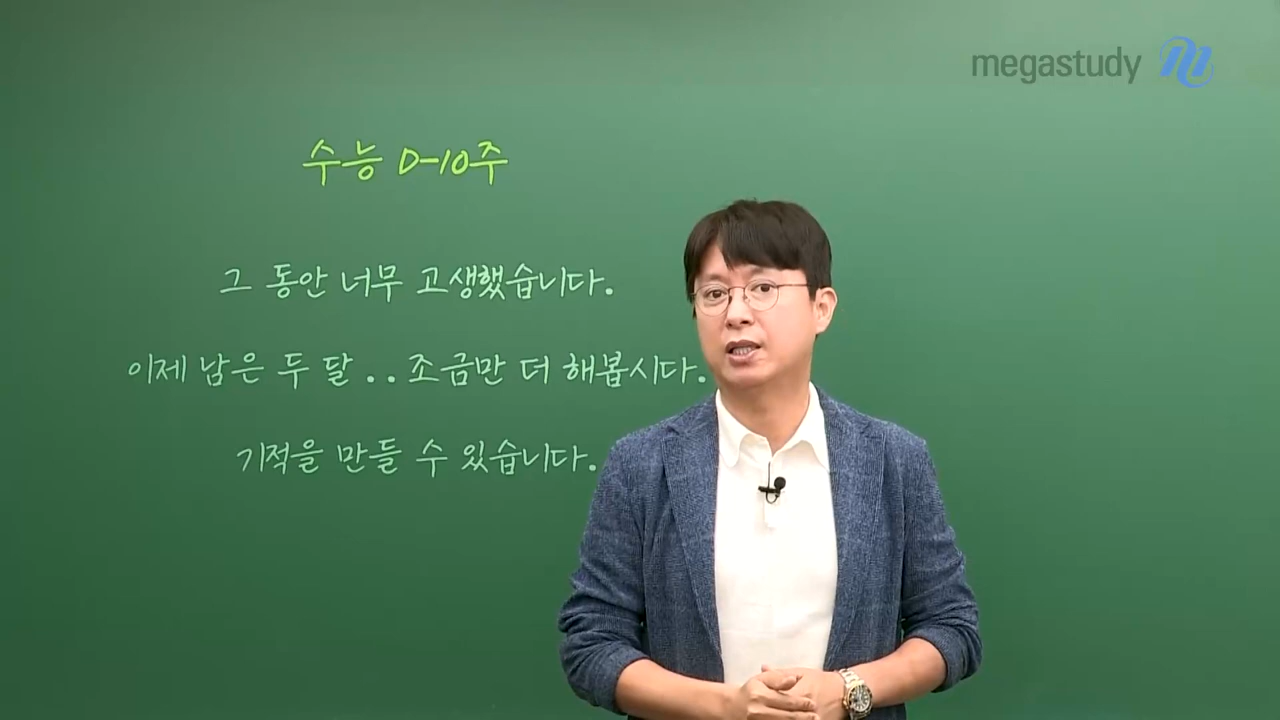 megastudy
수능 D-10주
그 동안 너무 고생했습니다.
이제 남은 두 달.. 조금만 더 해봅시다.
기적을 만들 수 있습니다.